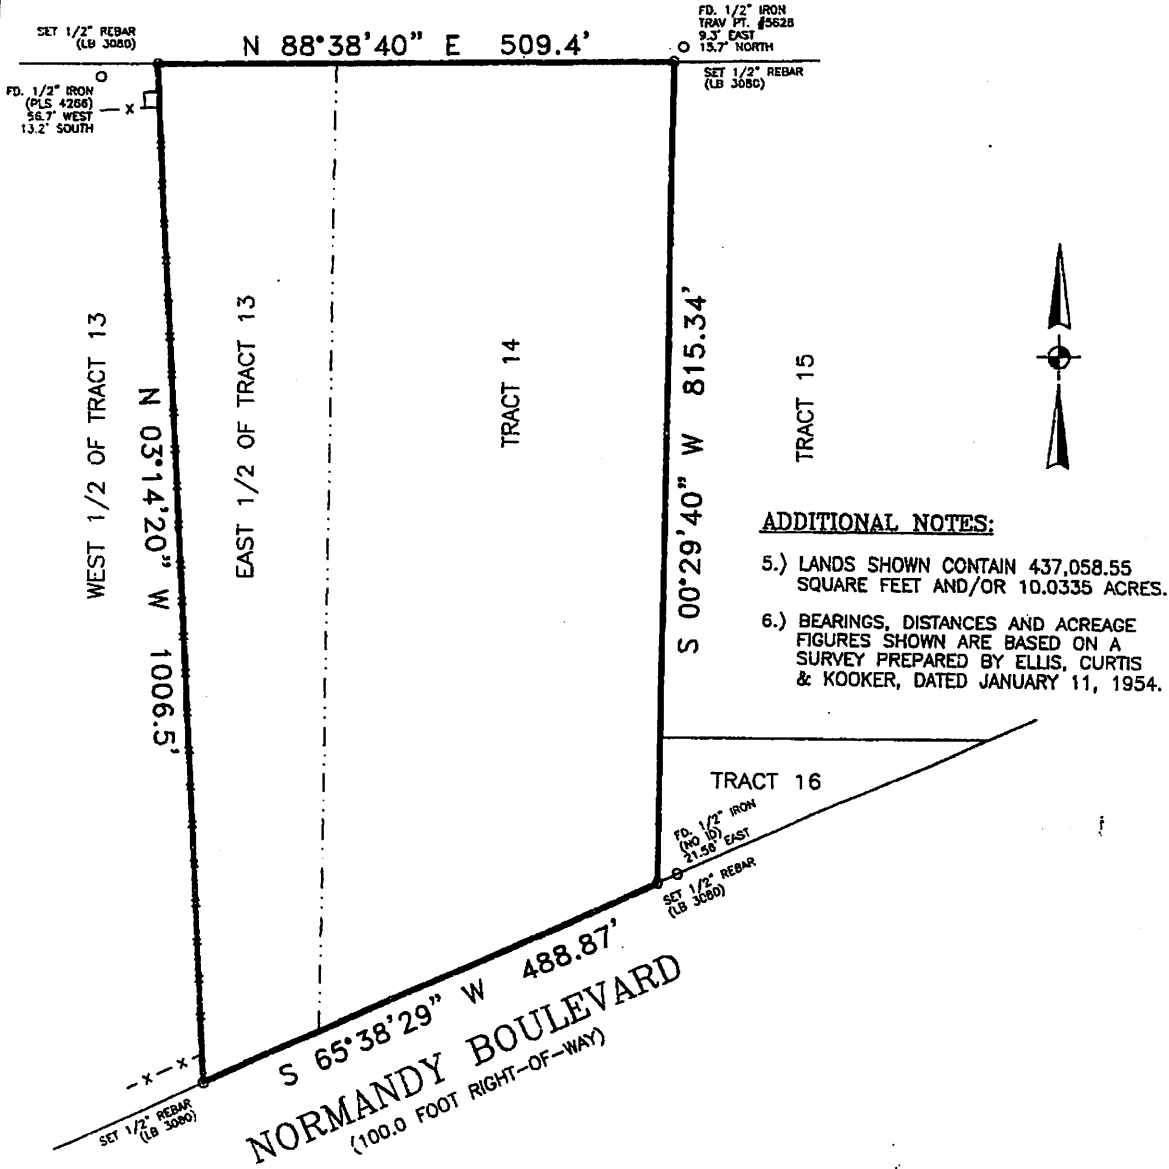 SET 1/2" REBAR
(LB 3080)
N 88°38'40" E 509.4'
FD. 1/2" IRON
TRAV PT. #5628
9.3' EAST
15.7' NORTH
SET 1/2" REBAR
(LB 3080)
FD. 1/2" IRON
(PLS 4266)
56.7' WEST
13.2' SOUTH
X
WEST 1/2 OF TRACT 13
N 03°14'20" W 1006.5'
EAST 1/2 OF TRACT 13
TRACT 14
S 00°29'40" W 815.34'
TRACT 15
ADDITIONAL NOTES:
5.) LANDS SHOWN CONTAIN 437,058.55
SQUARE FEET AND/OR 10.0335 ACRES.
6.) BEARINGS, DISTANCES AND ACREAGE
FIGURES SHOWN ARE BASED ON A
SURVEY PREPARED BY ELLIS, CURTIS
& KOOKER, DATED JANUARY 11, 1954.
TRACT 16
FD. 1/2" IRON
(NO ID)
21.58' EAST
SET 1/2" REBAR
(LB 3080)
S 65°38'29" W 488.87'
NORMANDY BOULEVARD
(100.0 FOOT RIGHT-OF-WAY)
-X-X-
SET 1/2" REBAR
(LB 3080)